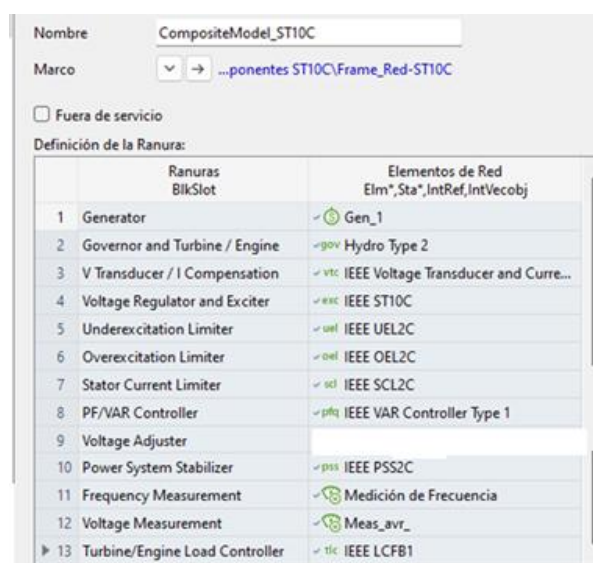 Nombre CompositeModel_ST10C
Marco ...ponentes ST10C\Frame_Red-ST10C
Fuera de servicio
Definición de la Ranura:
Ranuras Elementos de Red
BlkSlot Elm*,Sta*,IntRef,IntVecobj
1 Generator Gen_1
2 Governor and Turbine / Engine gov Hydro Type 2
3 V Transducer / I Compensation vtc IEEE Voltage Transducer and Curre...
4 Voltage Regulator and Exciter exc IEEE ST10C
5 Underexcitation Limiter uel IEEE UEL2C
6 Overexcitation Limiter oel IEEE OEL2C
7 Stator Current Limiter scl IEEE SCL2C
8 PF/VAR Controller pfq IEEE VAR Controller Type 1
9 Voltage Adjuster
10 Power System Stabilizer pss IEEE PSS2C
11 Frequency Measurement Medición de Frecuencia
12 Voltage Measurement Meas_avr_
13 Turbine/Engine Load Controller tlc IEEE LCFB1